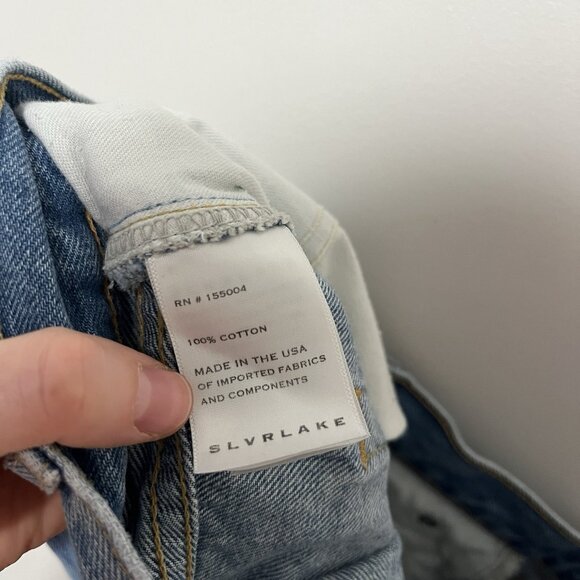 RN # 155004
100% COTTON
MADE IN THE USA
OF IMPORTED FABRICS
AND COMPONENTS
SLVRLAKE